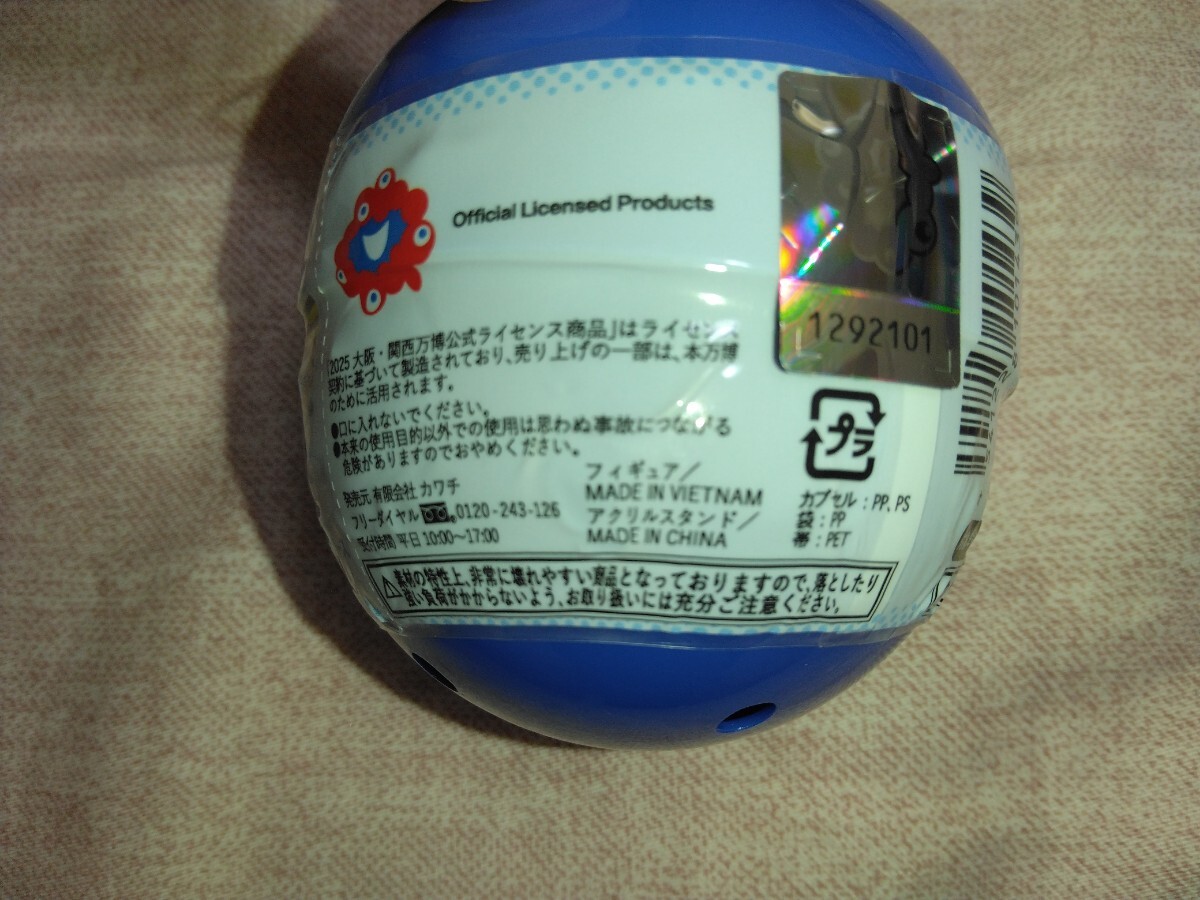 Official Licensed Products
1292101
「2025 大阪・関西万博公式ライセンス商品」はライセンス
契約に基づいて製造されており、売り上げの一部は、本万博
のために活用されます。
●口に入れないでください。
●本来の使用目的以外での使用は思わぬ事故につながる
危険がありますのでおやめください。
発売元 有限会社 カワチ
フリーダイヤル 0120-243-126
受付時間 平日 10:00〜17:00
フィギュア/
MADE IN VIETNAM
アクリルスタンド/
MADE IN CHINA
プラ
カプセル:PP、PS
袋:PP
帯:PET
素材の特性上、非常に壊れやすい商品となっておりますので、落としたり
強い負荷がかからないよう、お取り扱いには充分ご注意ください。